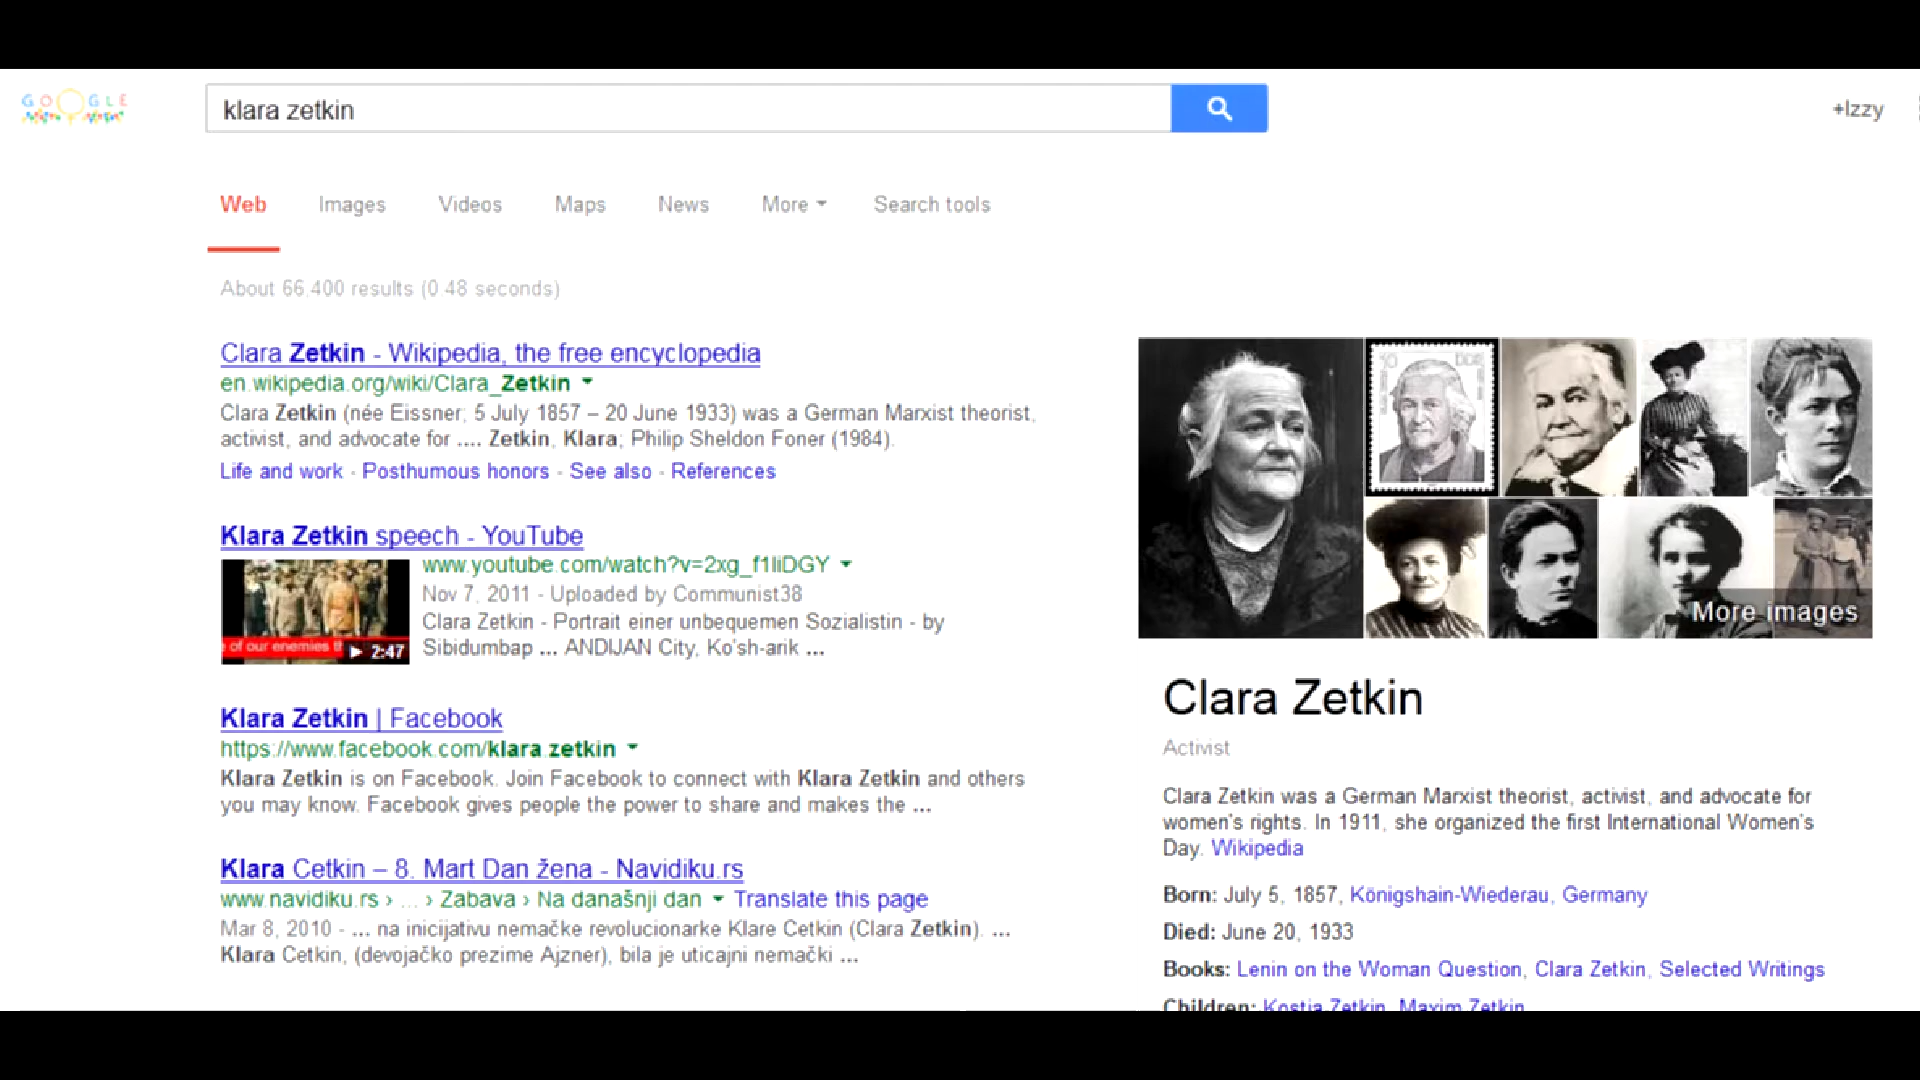 GOOGLE
klara zetkin
+Izzy
Web Images Videos Maps News More Search tools
About 66,400 results (0.48 seconds)
Clara Zetkin - Wikipedia, the free encyclopedia
en.wikipedia.org/wiki/Clara_Zetkin
Clara Zetkin (née Eissner; 5 July 1857 – 20 June 1933) was a German Marxist theorist,
activist, and advocate for .... Zetkin, Klara; Philip Sheldon Foner (1984).
Life and work - Posthumous honors - See also - References
Klara Zetkin speech - YouTube
www.youtube.com/watch?v=2xg_f1liDGY
Nov 7, 2011 - Uploaded by Communist38
Clara Zetkin - Portrait einer unbequemen Sozialistin - by
Sibidumbap ... ANDIJAN City, Ko'sh-arik ...
of our enemies
2:47
Klara Zetkin | Facebook
https://www.facebook.com/klara.zetkin
Klara Zetkin is on Facebook. Join Facebook to connect with Klara Zetkin and others
you may know. Facebook gives people the power to share and makes the ...
Klara Cetkin – 8. Mart Dan žena - Navidiku.rs
www.navidiku.rs › ... › Zabava › Na današnji dan Translate this page
Mar 8, 2010 - ... na inicijativu nemačke revolucionarke Klare Cetkin (Clara Zetkin). ...
Klara Cetkin, (devojačko prezime Ajzner), bila je uticajni nemački ...
10 DDR
More images
Clara Zetkin
Activist
Clara Zetkin was a German Marxist theorist, activist, and advocate for
women's rights. In 1911, she organized the first International Women's
Day. Wikipedia
Born: July 5, 1857, Königshain-Wiederau, Germany
Died: June 20, 1933
Books: Lenin on the Woman Question, Clara Zetkin, Selected Writings
Children: Kostja Zetkin, Maxim Zetkin